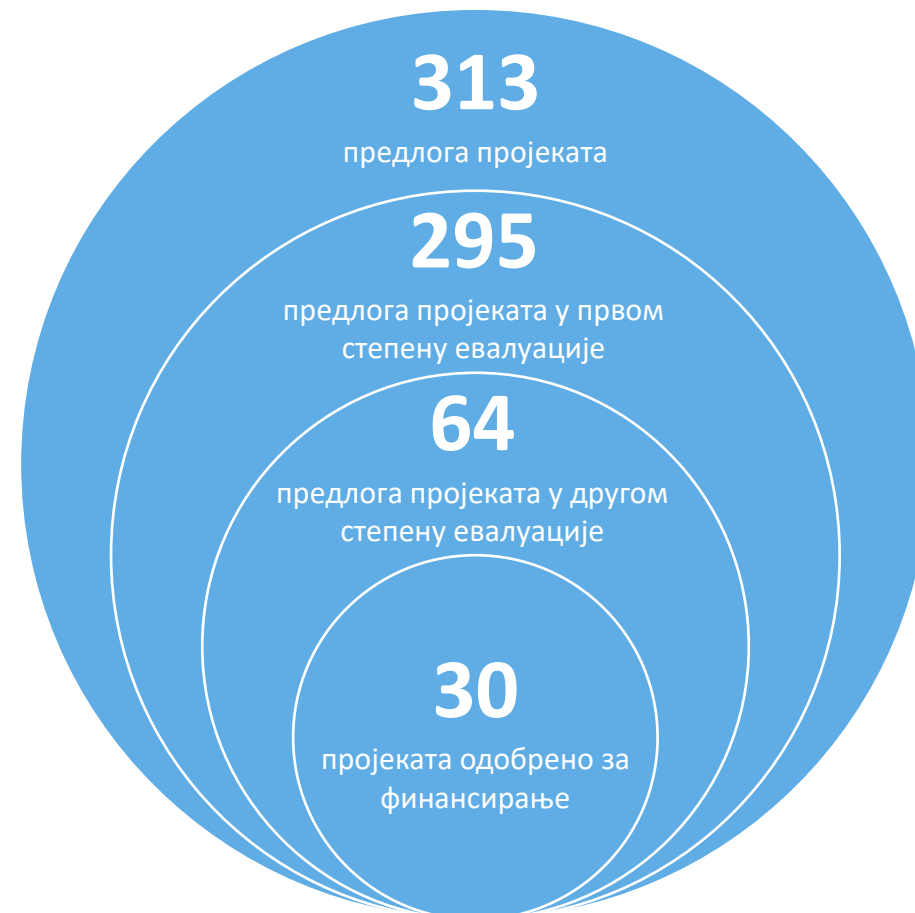 313
предлога пројеката
295
предлога пројеката у првом
степену евалуације
64
предлога пројеката у другом
степену евалуације
30
пројеката одобрено за
финансирање